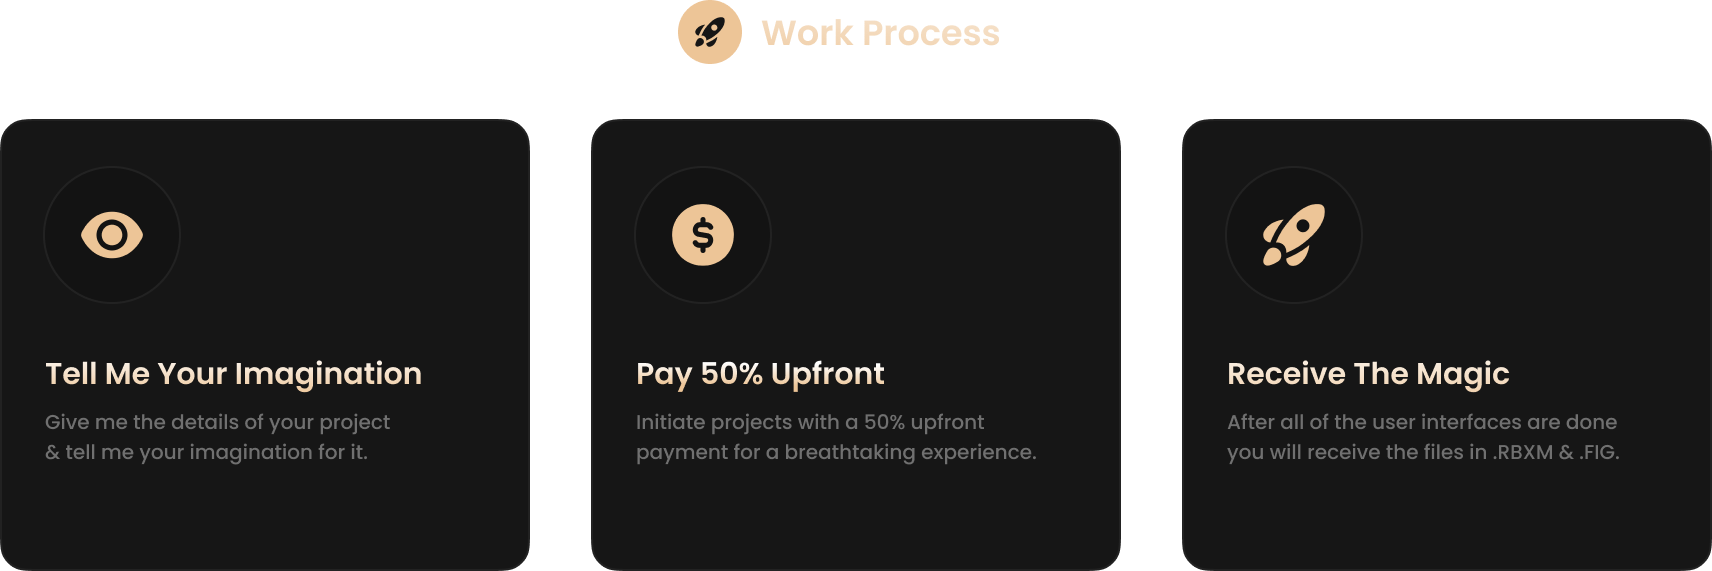 Work Process
Tell Me Your Imagination
Give me the details of your project
& tell me your imagination for it.
Pay 50% Upfront
Initiate projects with a 50% upfront
payment for a breathtaking experience.
Receive The Magic
After all of the user interfaces are done
you will receive the files in .RBXM & .FIG.